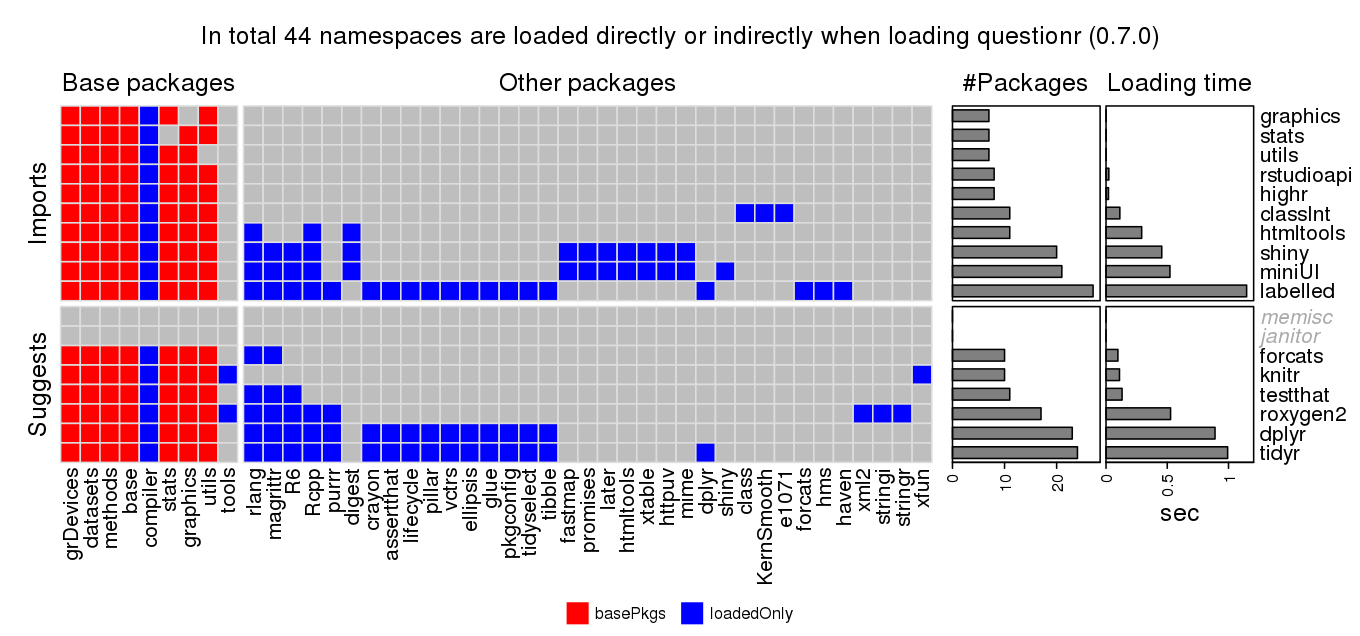 In total 44 namespaces are loaded directly or indirectly when loading questionr (0.7.0)
Base packages
Other packages
#Packages
Loading time
Imports
graphics
stats
utils
rstudioapi
highr
classInt
htmltools
shiny
miniUI
labelled
Suggests
memisc
janitor
forcats
knitr
testthat
roxygen2
dplyr
tidyr
grDevices
datasets
methods
base
compiler
stats
graphics
utils
tools
rlang
magrittr
R6
Rcpp
purrr
digest
crayon
assertthat
lifecycle
pillar
vctrs
ellipsis
glue
pkgconfig
tidyselect
tibble
fastmap
promises
later
htmltools
xtable
httpuv
mime
dplyr
shiny
class
KernSmooth
e1071
forcats
hms
haven
xml2
stringi
stringr
xfun
0
10
20
0
0.5
1
sec
basePkgs
loadedOnly